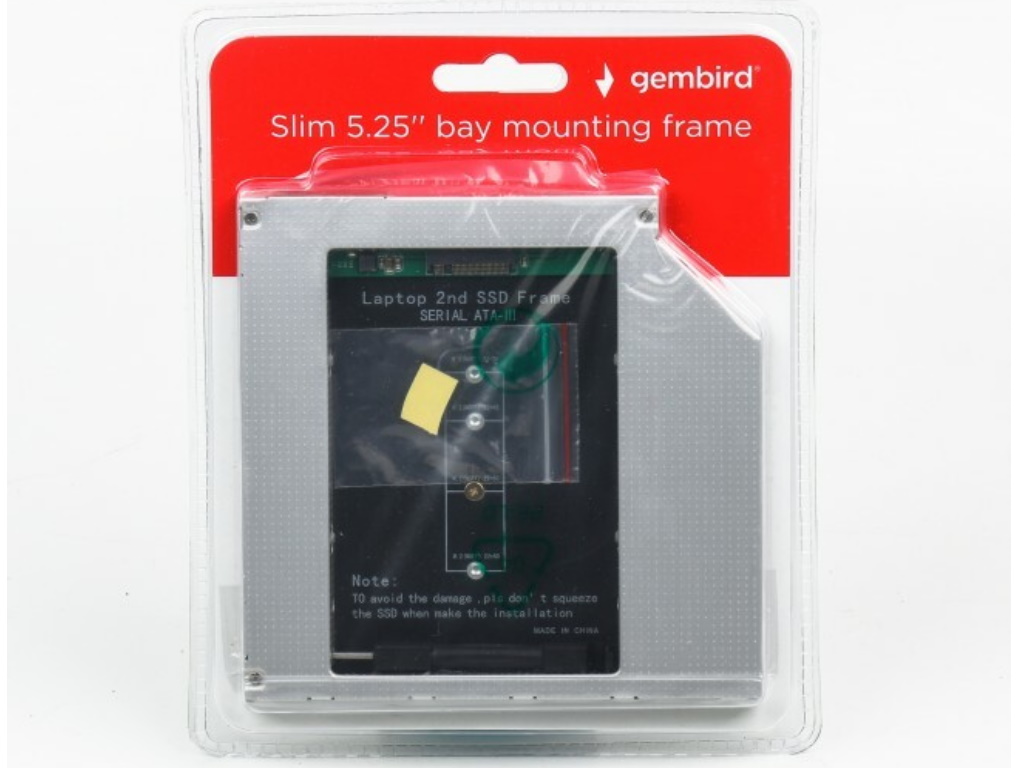 gembird
Slim 5.25'' bay mounting frame
Laptop 2nd SSD Frame
SERIAL ATA-III
Note:
TO avoid the damage ,pls don't squeeze
the SSD when make the installation
MADE IN CHINA